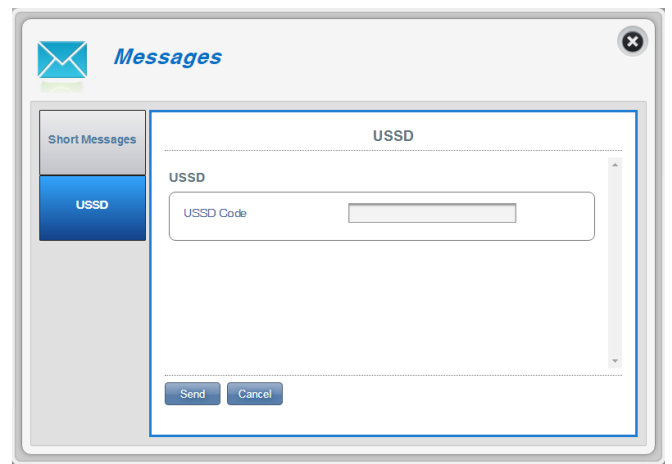 Messages
Short Messages
USSD
USSD
USSD
USSD Code
Send Cancel